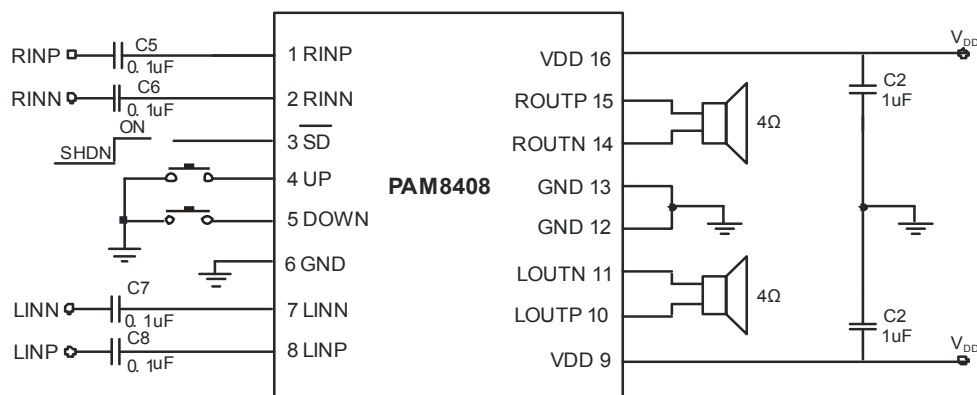 RINP
C5
0.1uF
1 RINP
RINN
C6
0.1uF
2 RINN
ON
SHDN
3 SD
4 UP
5 DOWN
6 GND
LINN
C7
0.1uF
7 LINN
LINP
C8
0.1uF
8 LINP
PAM8408
VDD 16
VDD
C2
1uF
ROUTP 15
4Ω
ROUTN 14
GND 13
GND 12
LOUTN 11
4Ω
LOUTP 10
C2
1uF
VDD 9
VDD